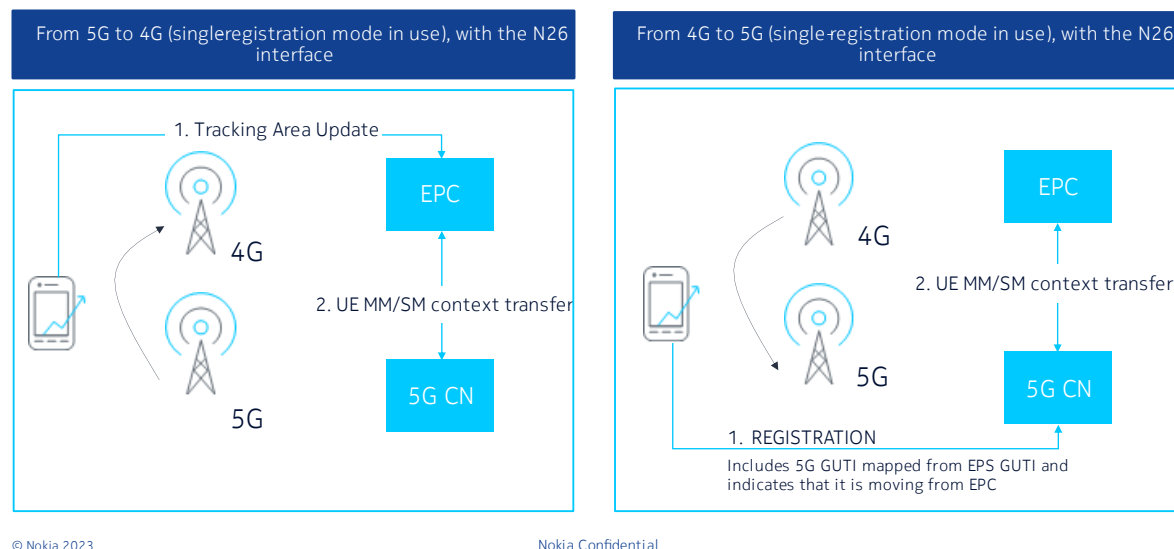 From 5G to 4G (singleregistration mode in use), with the N26
interface
1. Tracking Area Update
EPC
4G
2. UE MM/SM context transfer
5G CN
5G
From 4G to 5G (single-registration mode in use), with the N26
interface
EPC
4G
2. UE MM/SM context transfer
5G
5G CN
1. REGISTRATION
Includes 5G GUTI mapped from EPS GUTI and
indicates that it is moving from EPC
© Nokia 2023
Nokia Confidential